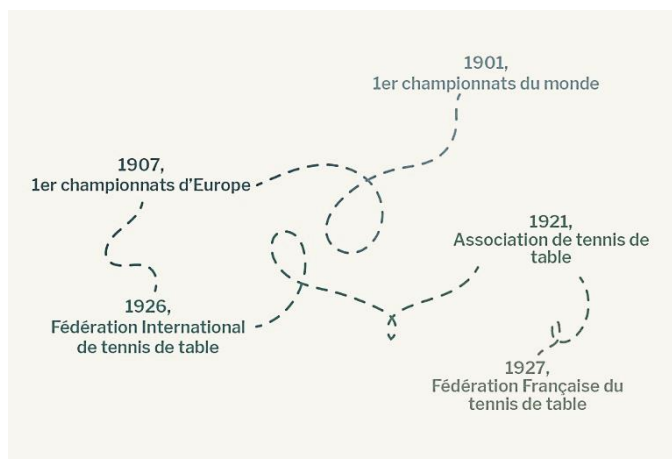 1901,
1er championnats du monde
1907,
1er championnats d'Europe
1921,
Association de tennis de
table
1926,
Fédération International
de tennis de table
1927,
Fédération Française du
tennis de table